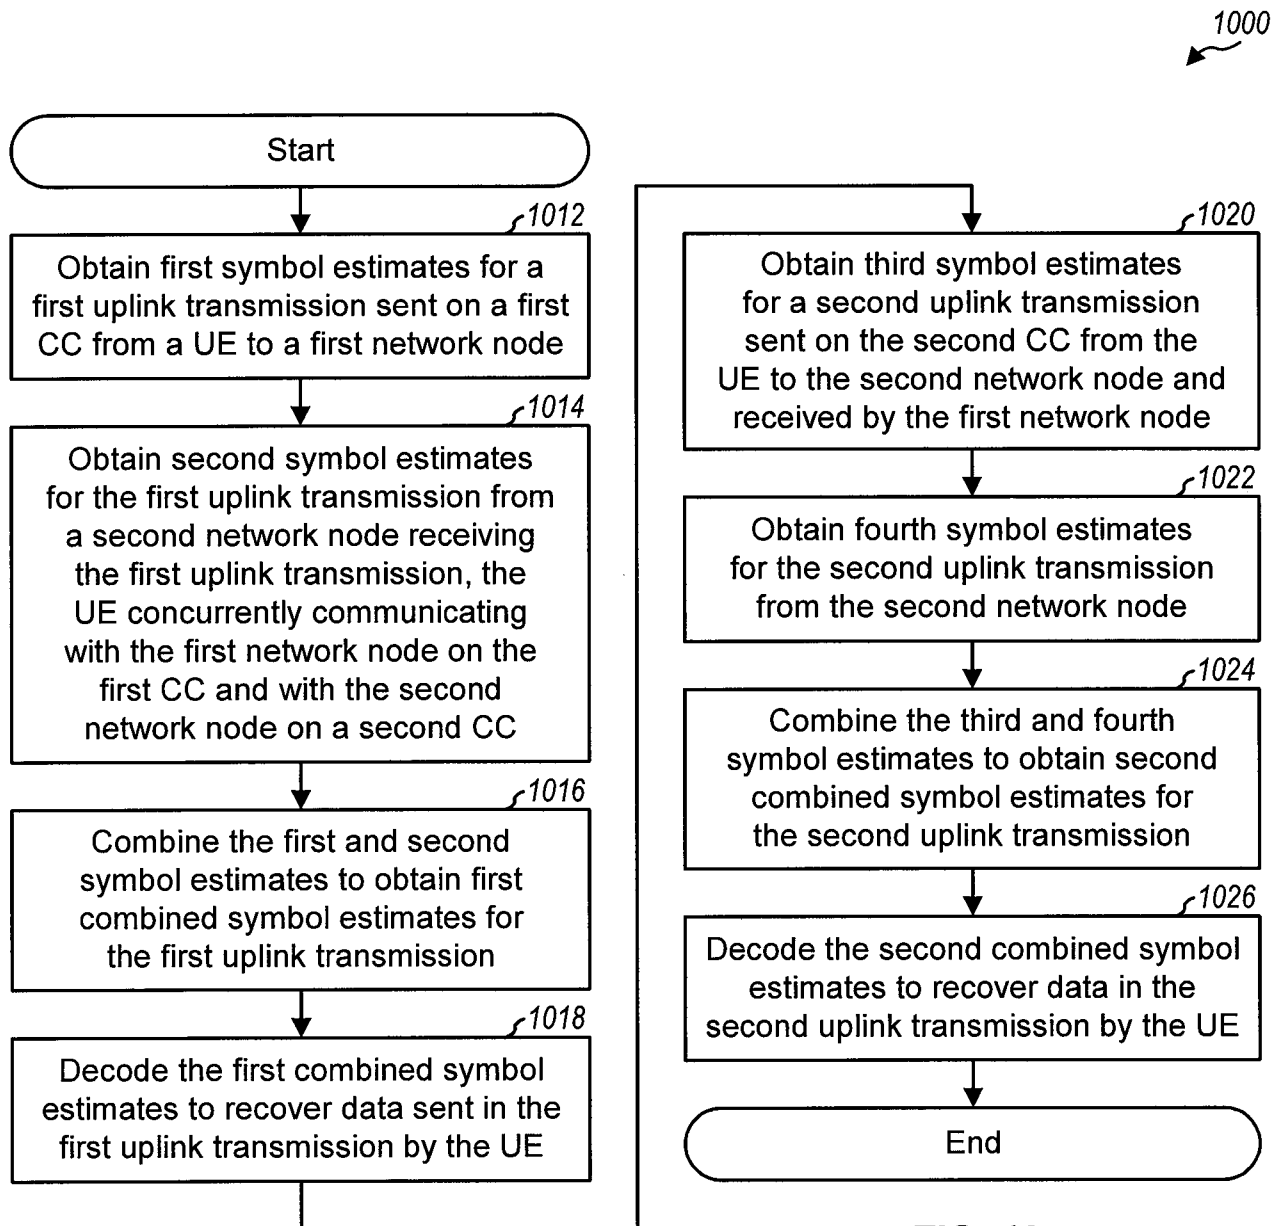 1000
Start
1012
Obtain first symbol estimates for a
first uplink transmission sent on a first
CC from a UE to a first network node
1014
Obtain second symbol estimates
for the first uplink transmission from
a second network node receiving
the first uplink transmission, the
UE concurrently communicating
with the first network node on the
first CC and with the second
network node on a second CC
1016
Combine the first and second
symbol estimates to obtain first
combined symbol estimates for
the first uplink transmission
1018
Decode the first combined symbol
estimates to recover data sent in the
first uplink transmission by the UE
1020
Obtain third symbol estimates
for a second uplink transmission
sent on the second CC from the
UE to the second network node and
received by the first network node
1022
Obtain fourth symbol estimates
for the second uplink transmission
from the second network node
1024
Combine the third and fourth
symbol estimates to obtain second
combined symbol estimates for
the second uplink transmission
1026
Decode the second combined symbol
estimates to recover data in the
second uplink transmission by the UE
End